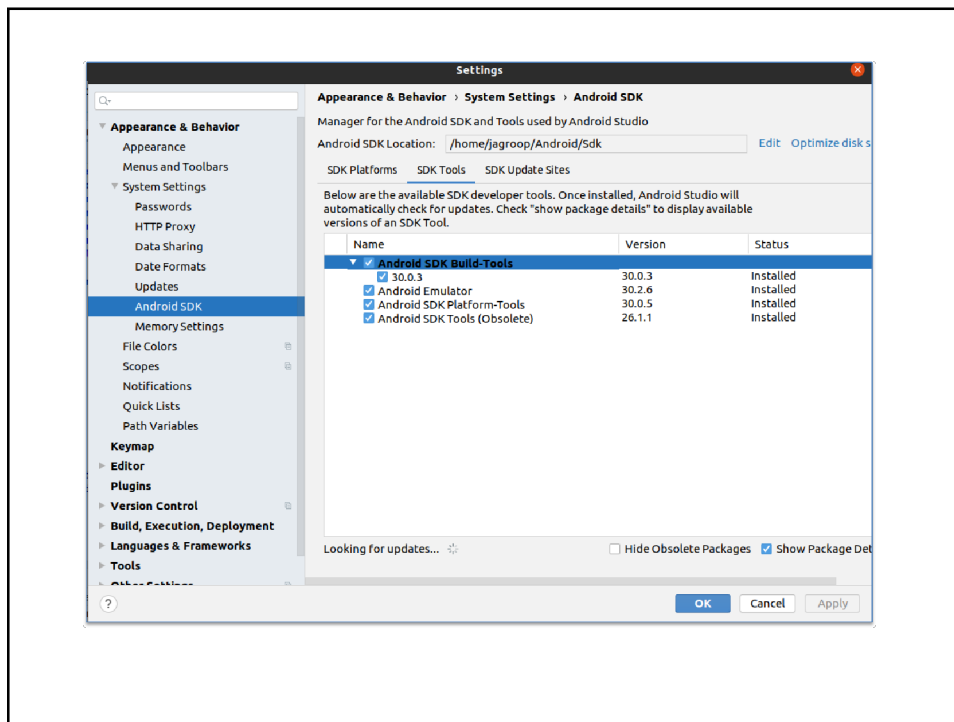 Settings
Appearance & Behavior › System Settings › Android SDK
Manager for the Android SDK and Tools used by Android Studio
Android SDK Location: /home/jagroop/Android/Sdk Edit Optimize disk s
SDK Platforms SDK Tools SDK Update Sites
Below are the available SDK developer tools. Once installed, Android Studio will
automatically check for updates. Check "show package details" to display available
versions of an SDK Tool.
Name Version Status
Android SDK Build-Tools
30.0.3 30.0.3 Installed
Android Emulator 30.2.6 Installed
Android SDK Platform-Tools 30.0.5 Installed
Android SDK Tools (Obsolete) 26.1.1 Installed
Looking for updates... Hide Obsolete Packages Show Package Det
Appearance & Behavior
Appearance
Menus and Toolbars
System Settings
Passwords
HTTP Proxy
Data Sharing
Date Formats
Updates
Android SDK
Memory Settings
File Colors
Scopes
Notifications
Quick Lists
Path Variables
Keymap
Editor
Plugins
Version Control
Build, Execution, Deployment
Languages & Frameworks
Tools
Other Settings
? OK Cancel Apply